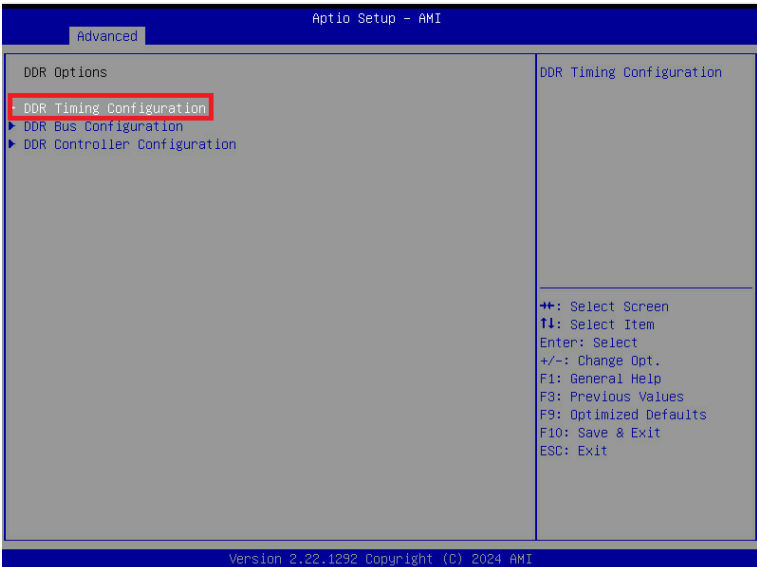 Aptio Setup – AMI
Advanced
DDR Options
DDR Timing Configuration
DDR Bus Configuration
DDR Controller Configuration
DDR Timing Configuration
→←: Select Screen
↑↓: Select Item
Enter: Select
+/-: Change Opt.
F1: General Help
F3: Previous Values
F9: Optimized Defaults
F10: Save & Exit
ESC: Exit
Version 2.22.1292 Copyright (C) 2024 AMI